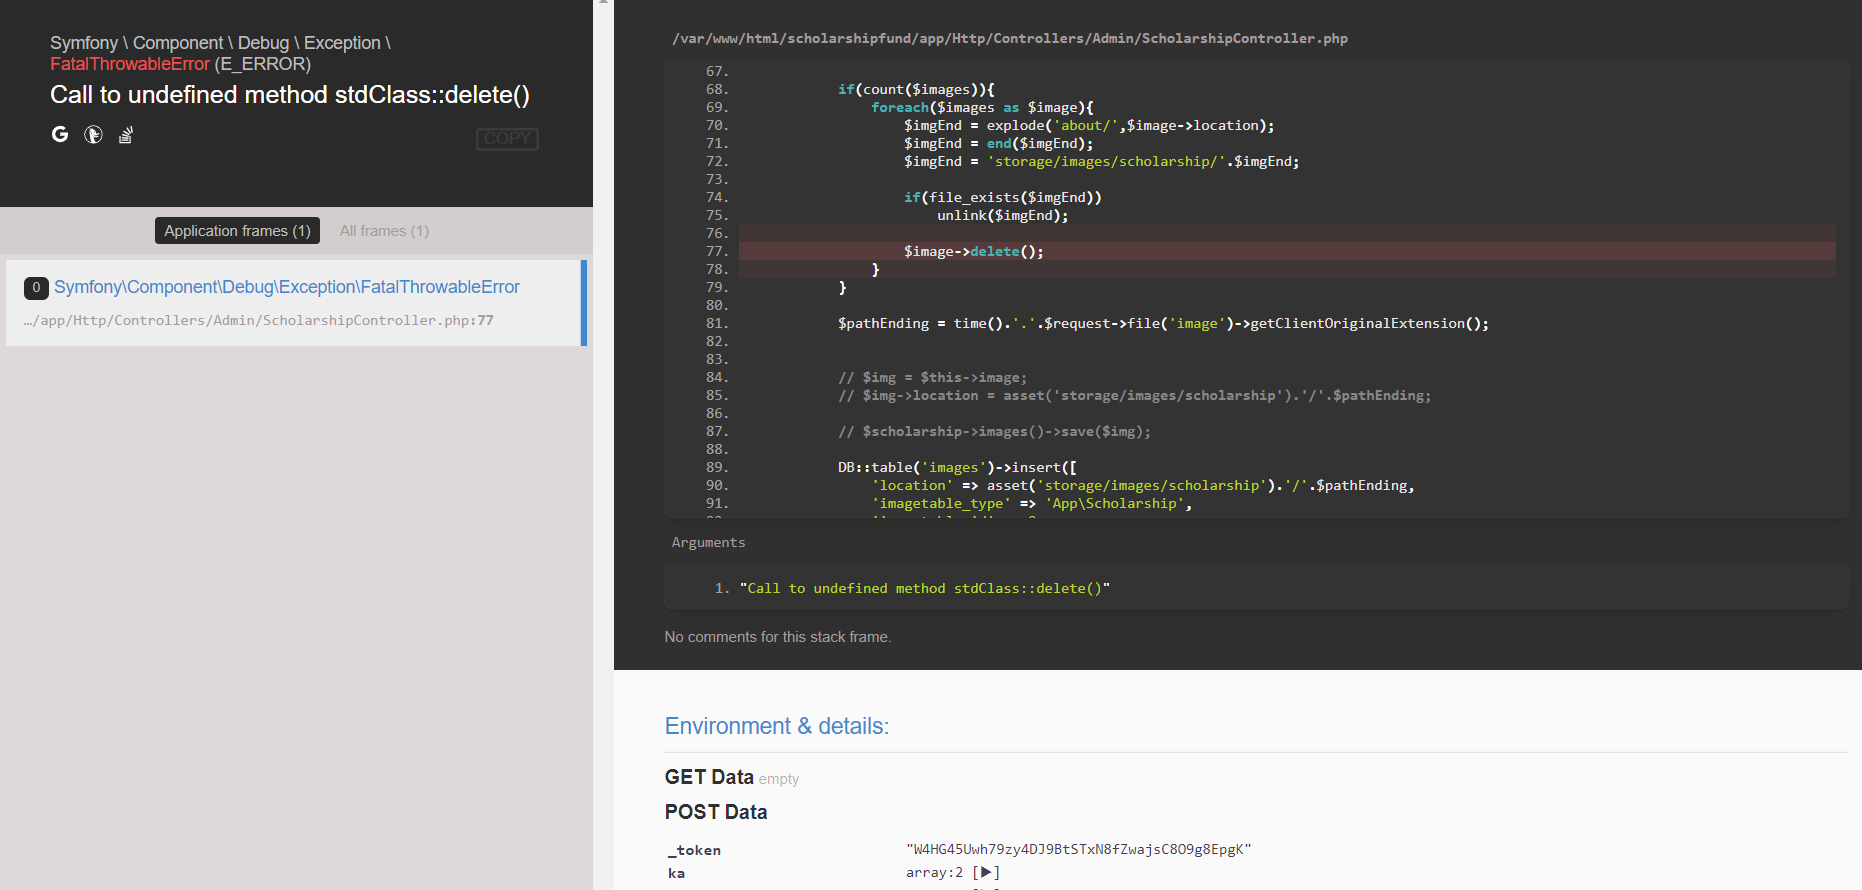 Symfony \ Component \ Debug \ Exception \
FatalThrowableError (E_ERROR)
Call to undefined method stdClass::delete()
COPY
Application frames (1)
All frames (1)
0 Symfony\Component\Debug\Exception\FatalThrowableError
…/app/Http/Controllers/Admin/ScholarshipController.php:77
/var/www/html/scholarshipfund/app/Http/Controllers/Admin/ScholarshipController.php
67.
68. if(count($images)){
69. foreach($images as $image){
70. $imgEnd = explode('about/',$image->location);
71. $imgEnd = end($imgEnd);
72. $imgEnd = 'storage/images/scholarship/'.$imgEnd;
73.
74. if(file_exists($imgEnd))
75. unlink($imgEnd);
76.
77. $image->delete();
78. }
79. }
80.
81. $pathEnding = time().'.'.$request->file('image')->getClientOriginalExtension();
82.
83.
84. // $img = $this->image;
85. // $img->location = asset('storage/images/scholarship').'/'.$pathEnding;
86.
87. // $scholarship->images()->save($img);
88.
89. DB::table('images')->insert([
90. 'location' => asset('storage/images/scholarship').'/'.$pathEnding,
91. 'imagetable_type' => 'App\Scholarship',
Arguments
1. "Call to undefined method stdClass::delete()"
No comments for this stack frame.
Environment & details:
GET Data empty
POST Data
_token "W4HG45Uwh79zy4DJ9BtSTxN8fZwajsC8O9g8EpgK"
ka array:2 [▶]